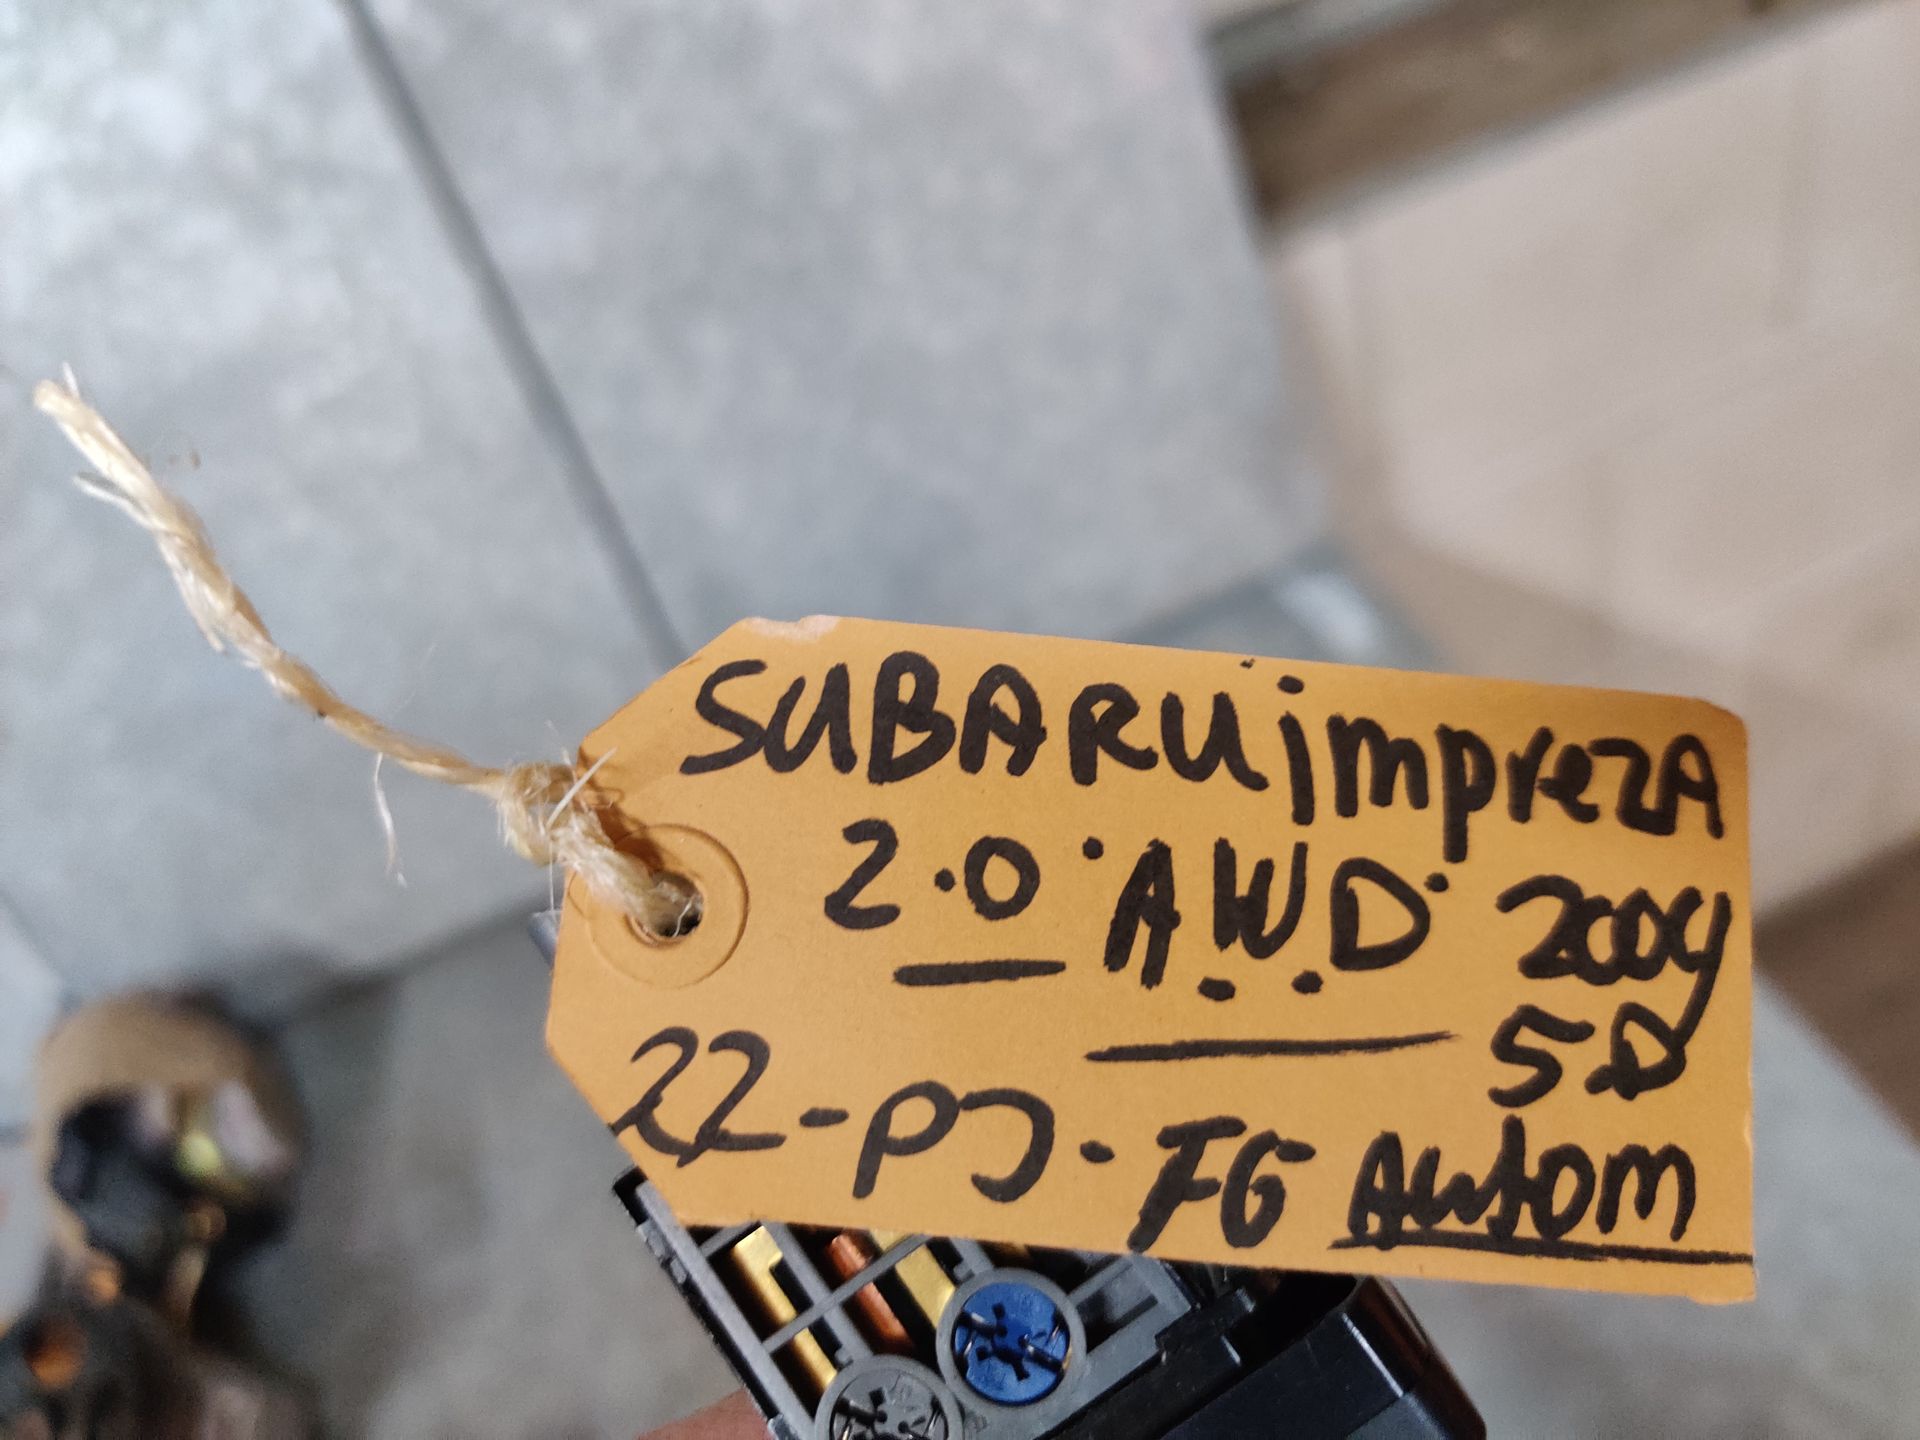 SUBARU impreza
2.0 A.W.D. 2009
5D
22-PJ-FG Autom